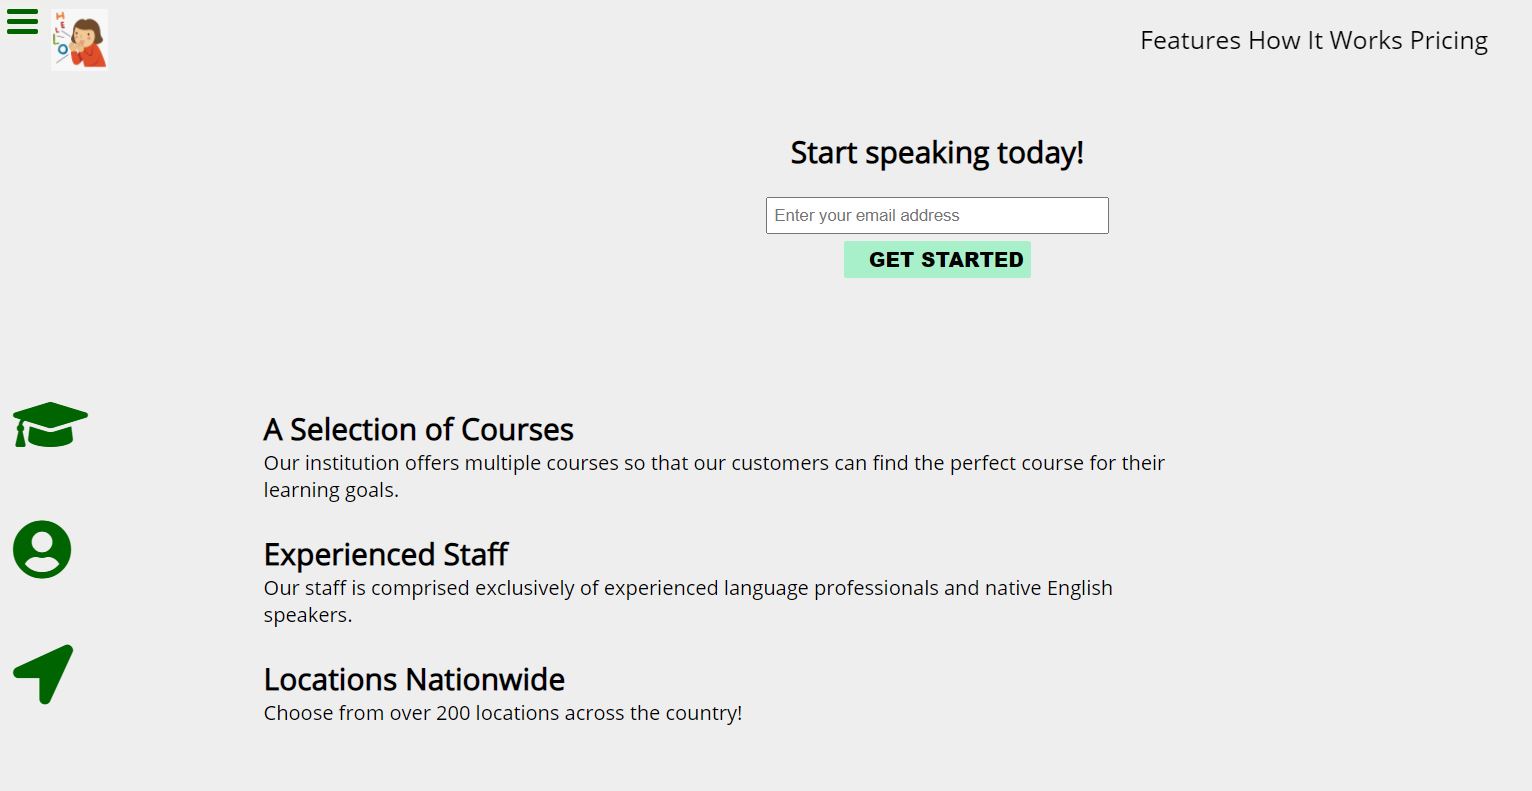 HELLO
Features How It Works Pricing
Start speaking today!
Enter your email address
GET STARTED
A Selection of Courses
Our institution offers multiple courses so that our customers can find the perfect course for their
learning goals.
Experienced Staff
Our staff is comprised exclusively of experienced language professionals and native English
speakers.
Locations Nationwide
Choose from over 200 locations across the country!